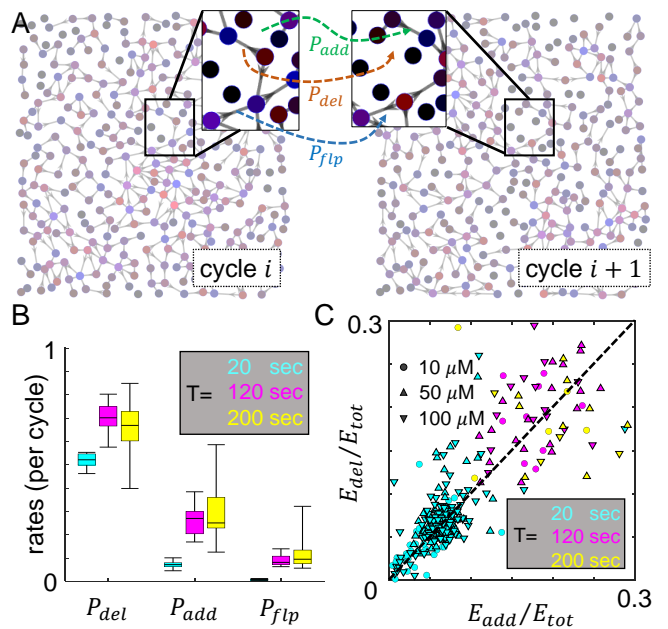 A
P_add
P_del
P_flp
cycle i
cycle i + 1
B
1
rates (per cycle)
0
20 sec
T= 120 sec
200 sec
P_del P_add P_flp
C
0.3
E_del/E_tot
10 μM
50 μM
100 μM
20 sec
T= 120 sec
200 sec
0
E_add/E_tot
0.3